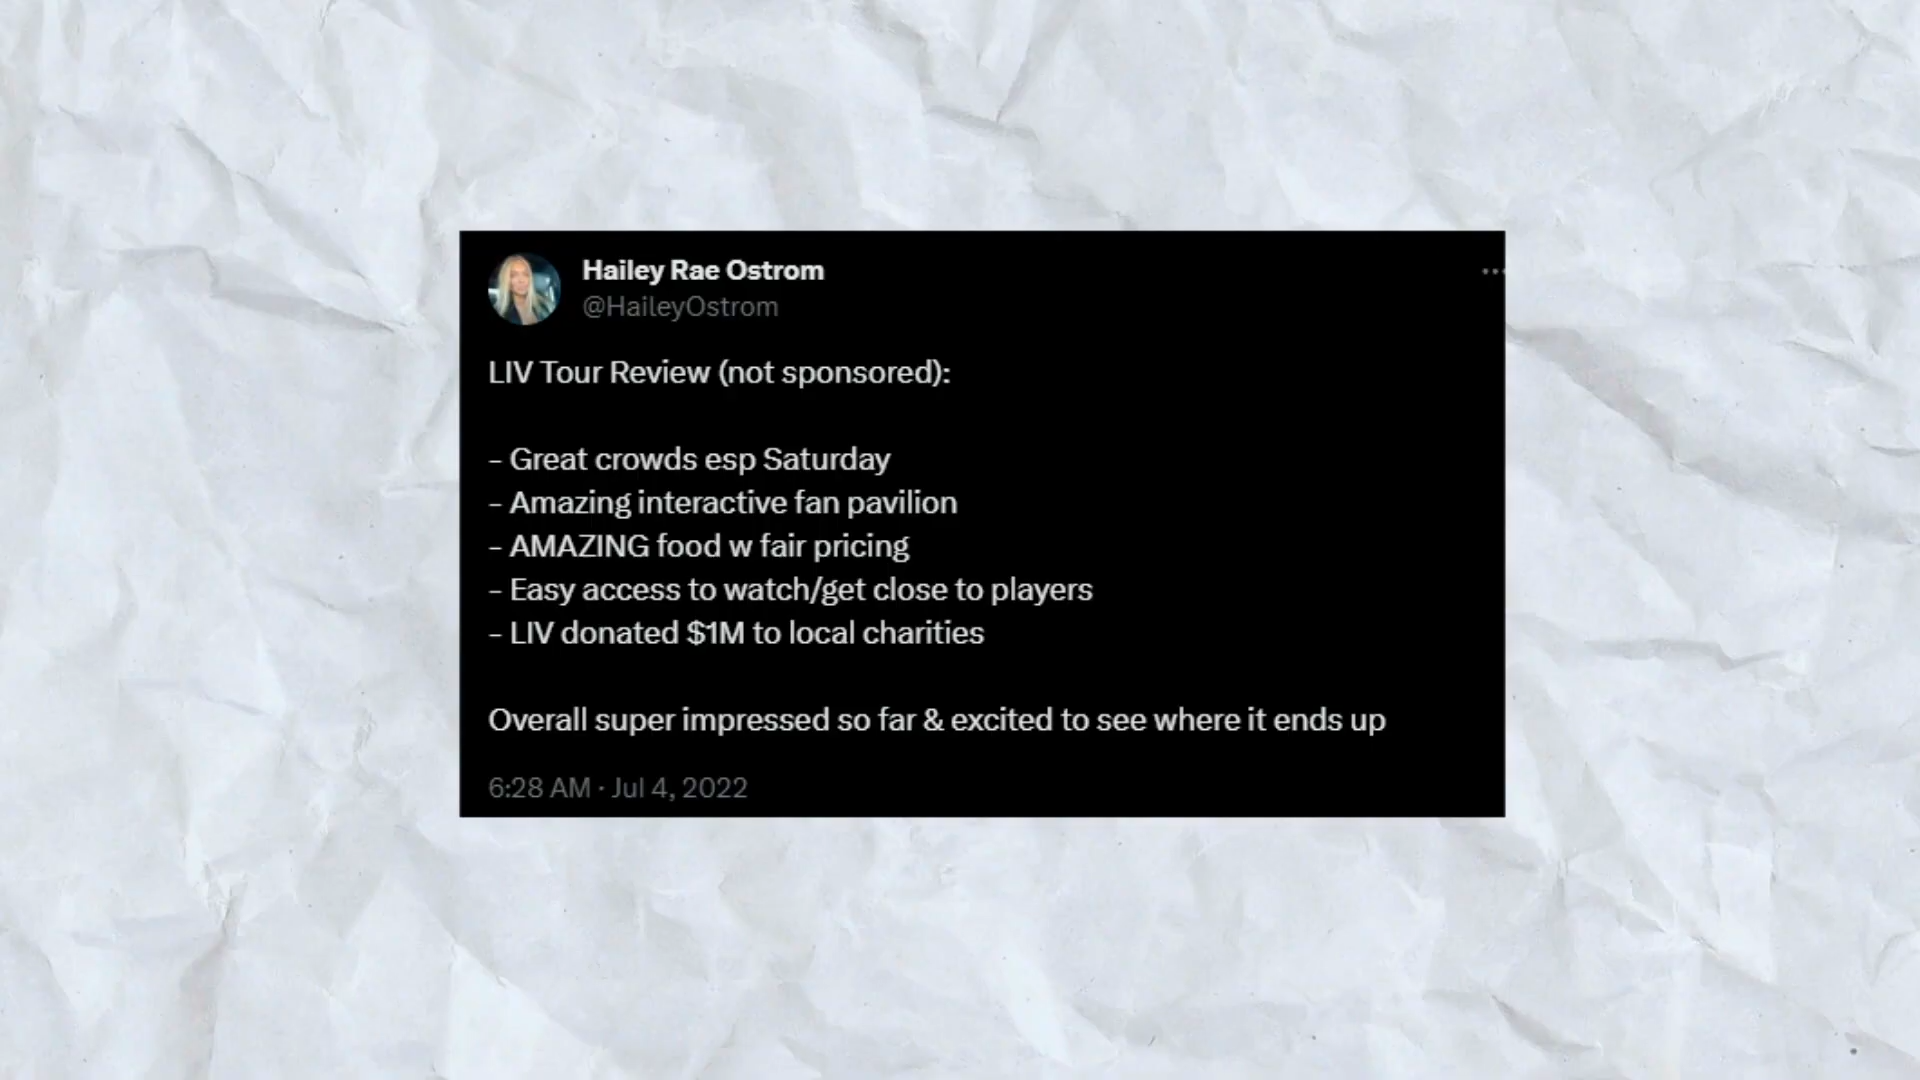 Hailey Rae Ostrom
@HaileyOstrom
LIV Tour Review (not sponsored):
- Great crowds esp Saturday
- Amazing interactive fan pavilion
- AMAZING food w fair pricing
- Easy access to watch/get close to players
- LIV donated $1M to local charities
Overall super impressed so far & excited to see where it ends up
6:28 AM · Jul 4, 2022